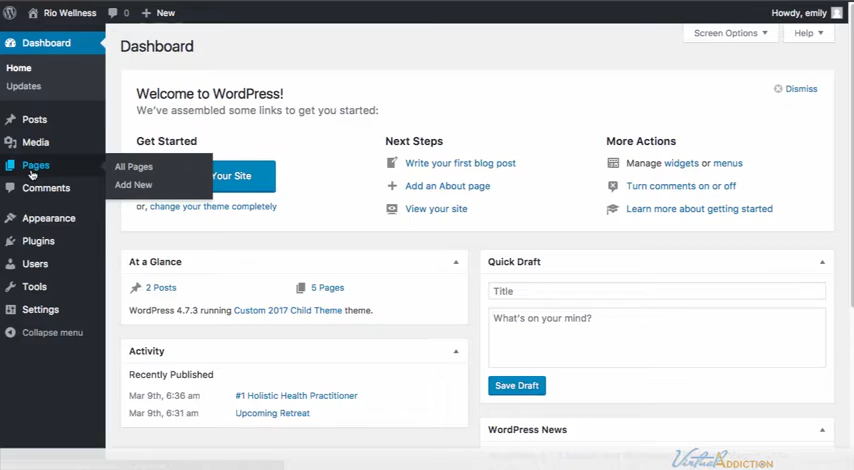 Rio Wellness 0 + New Howdy, emily
Dashboard
Home
Updates
Posts
Media
Pages
Comments
Appearance
Plugins
Users
Tools
Settings
Collapse menu
All Pages
Add New
Screen Options Help
Dashboard
Welcome to WordPress!
Dismiss
We've assembled some links to get you started:
Get Started
Your Site
or, change your theme completely
Next Steps
Write your first blog post
Add an About page
View your site
More Actions
Manage widgets or menus
Turn comments on or off
Learn more about getting started
At a Glance
2 Posts 5 Pages
WordPress 4.7.3 running Custom 2017 Child Theme theme.
Activity
Recently Published
Mar 9th, 6:36 am #1 Holistic Health Practitioner
Mar 9th, 6:31 am Upcoming Retreat
Quick Draft
Title
What's on your mind?
Save Draft
WordPress News
VirtualADDICTION